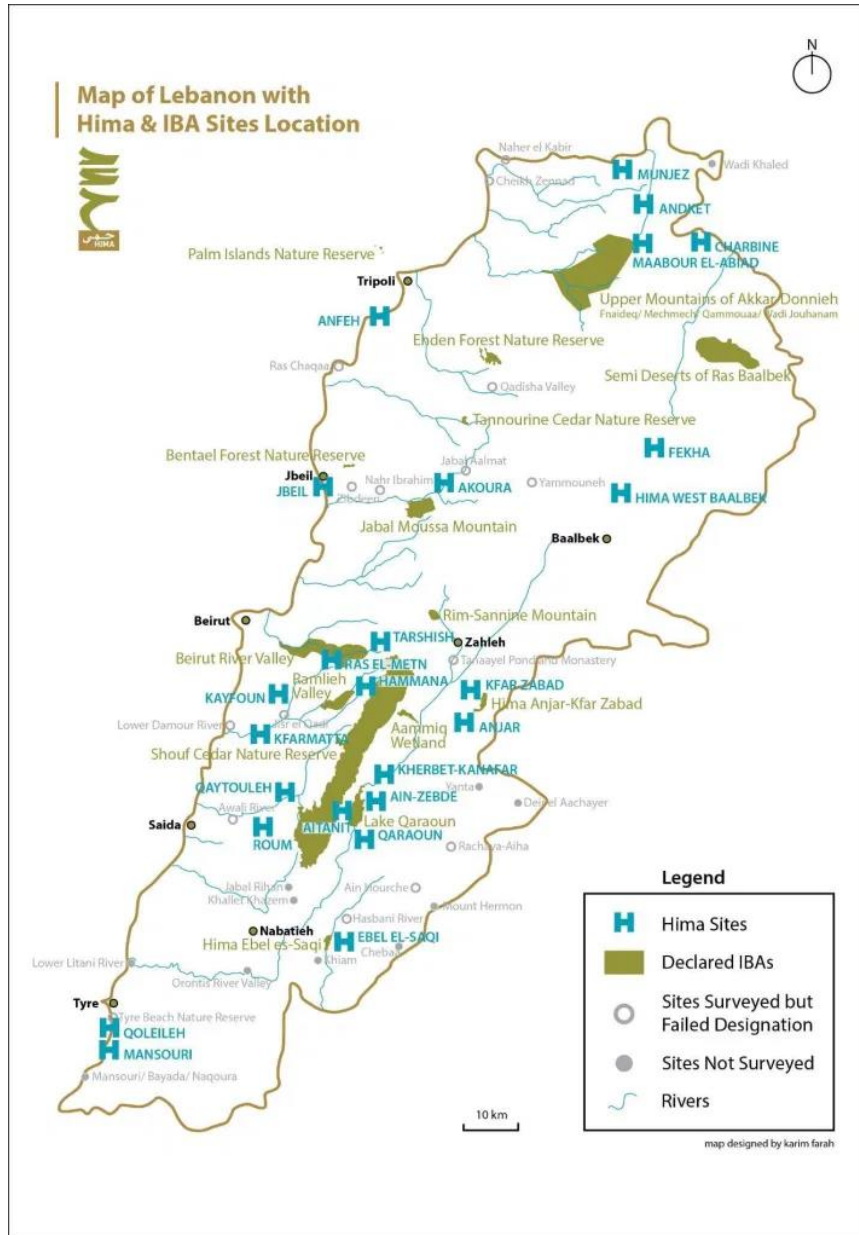 N
Map of Lebanon with
Hima & IBA Sites Location
حمى
HIMA
Naher el Kabir
Cheikh Zennad
MUNJEZ
Wadi Khaled
ANDKET
CHARBINE
MAABOUR EL-ABIAD
Palm Islands Nature Reserve
Tripoli
Upper Mountains of Akkar Donnieh
Fnaideq/ Mechmech/ Qammouaa/ Wadi Jouhanam
ANFEH
Ehden Forest Nature Reserve
Ras Chaqaa
Semi Deserts of Ras Baalbek
Qadisha Valley
Tannourine Cedar Nature Reserve
FEKHA
Bentael Forest Nature Reserve
Jabal Aalmat
Jbeil
Nahr Ibrahim
Yammouneh
JBEIL
AKOURA
HIMA WEST BAALBEK
Jabal Moussa Mountain
Baalbek
Rim-Sannine Mountain
Beirut
TARSHISH
Zahleh
Beirut River Valley
RAS EL-METN
Tanaayel Pond and Monastery
Ramlieh
Valley
HAMMANA
KFAR ZABAD
KAYFOUN
Hima Anjar-Kfar Zabad
Lower Damour River
Jisr el Qadi
Aammiq
Wetland
ANJAR
KFARMATTA
Shouf Cedar Nature Reserve
KHERBET-KANAFAR
QAYTOULEH
Yanta
AIN-ZEBDE
Deir el Aachayer
Awali River
AITANIT
Lake Qaraoun
Saida
ROUM
QARAOUN
Rachaya-Aiha
Legend
Jabal Rihan
Ain Hourche
Khallet Khazem
Mount Hermon
Hasbani River
Hima Sites
Nabatieh
EBEL EL-SAQI
Hima Ebel es-Saqi
Chebaa
Declared IBAs
Lower Litani River
Khiam
Orontis River Valley
Sites Surveyed but
Failed Designation
Tyre
Tyre Beach Nature Reserve
QOLEILEH
MANSOURI
Sites Not Surveyed
Mansouri/ Bayada/ Naqoura
Rivers
10 km
map designed by karim farah